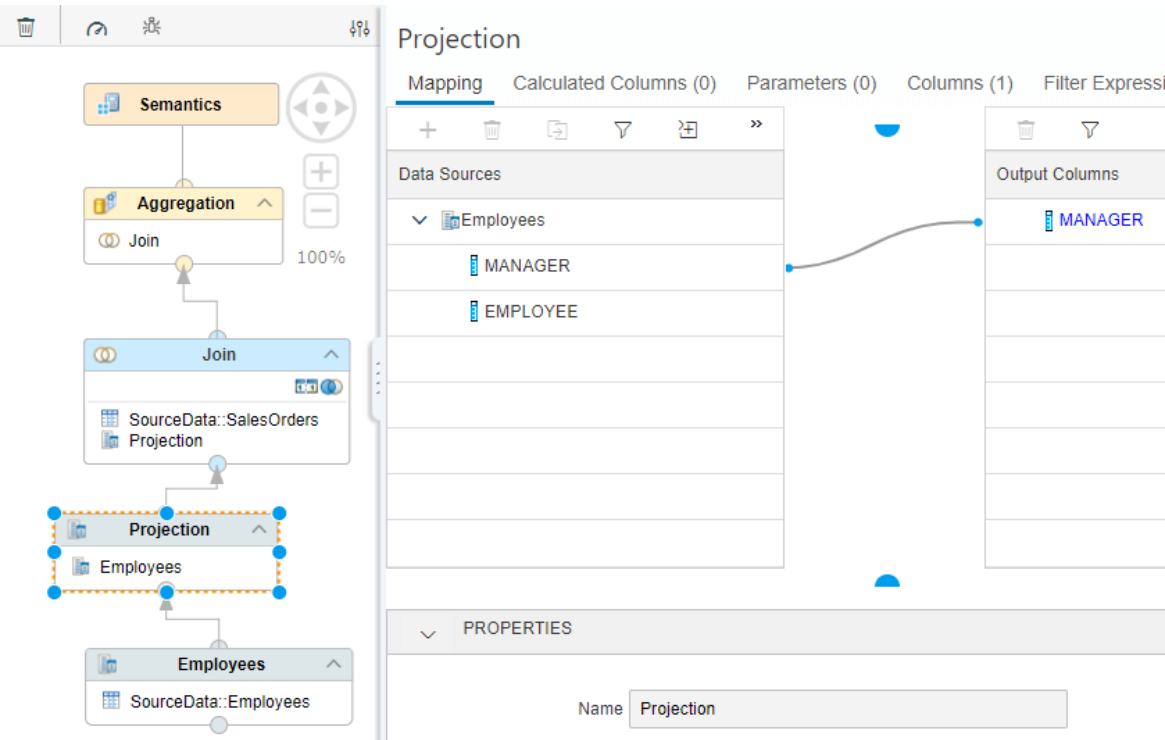 Projection
Mapping Calculated Columns (0) Parameters (0) Columns (1) Filter Expressi
Semantics
Aggregation
Join
100%
Join
SourceData::SalesOrders
Projection
Projection
Employees
Employees
SourceData::Employees
»
Data Sources
Employees
MANAGER
EMPLOYEE
Output Columns
MANAGER
PROPERTIES
Name Projection